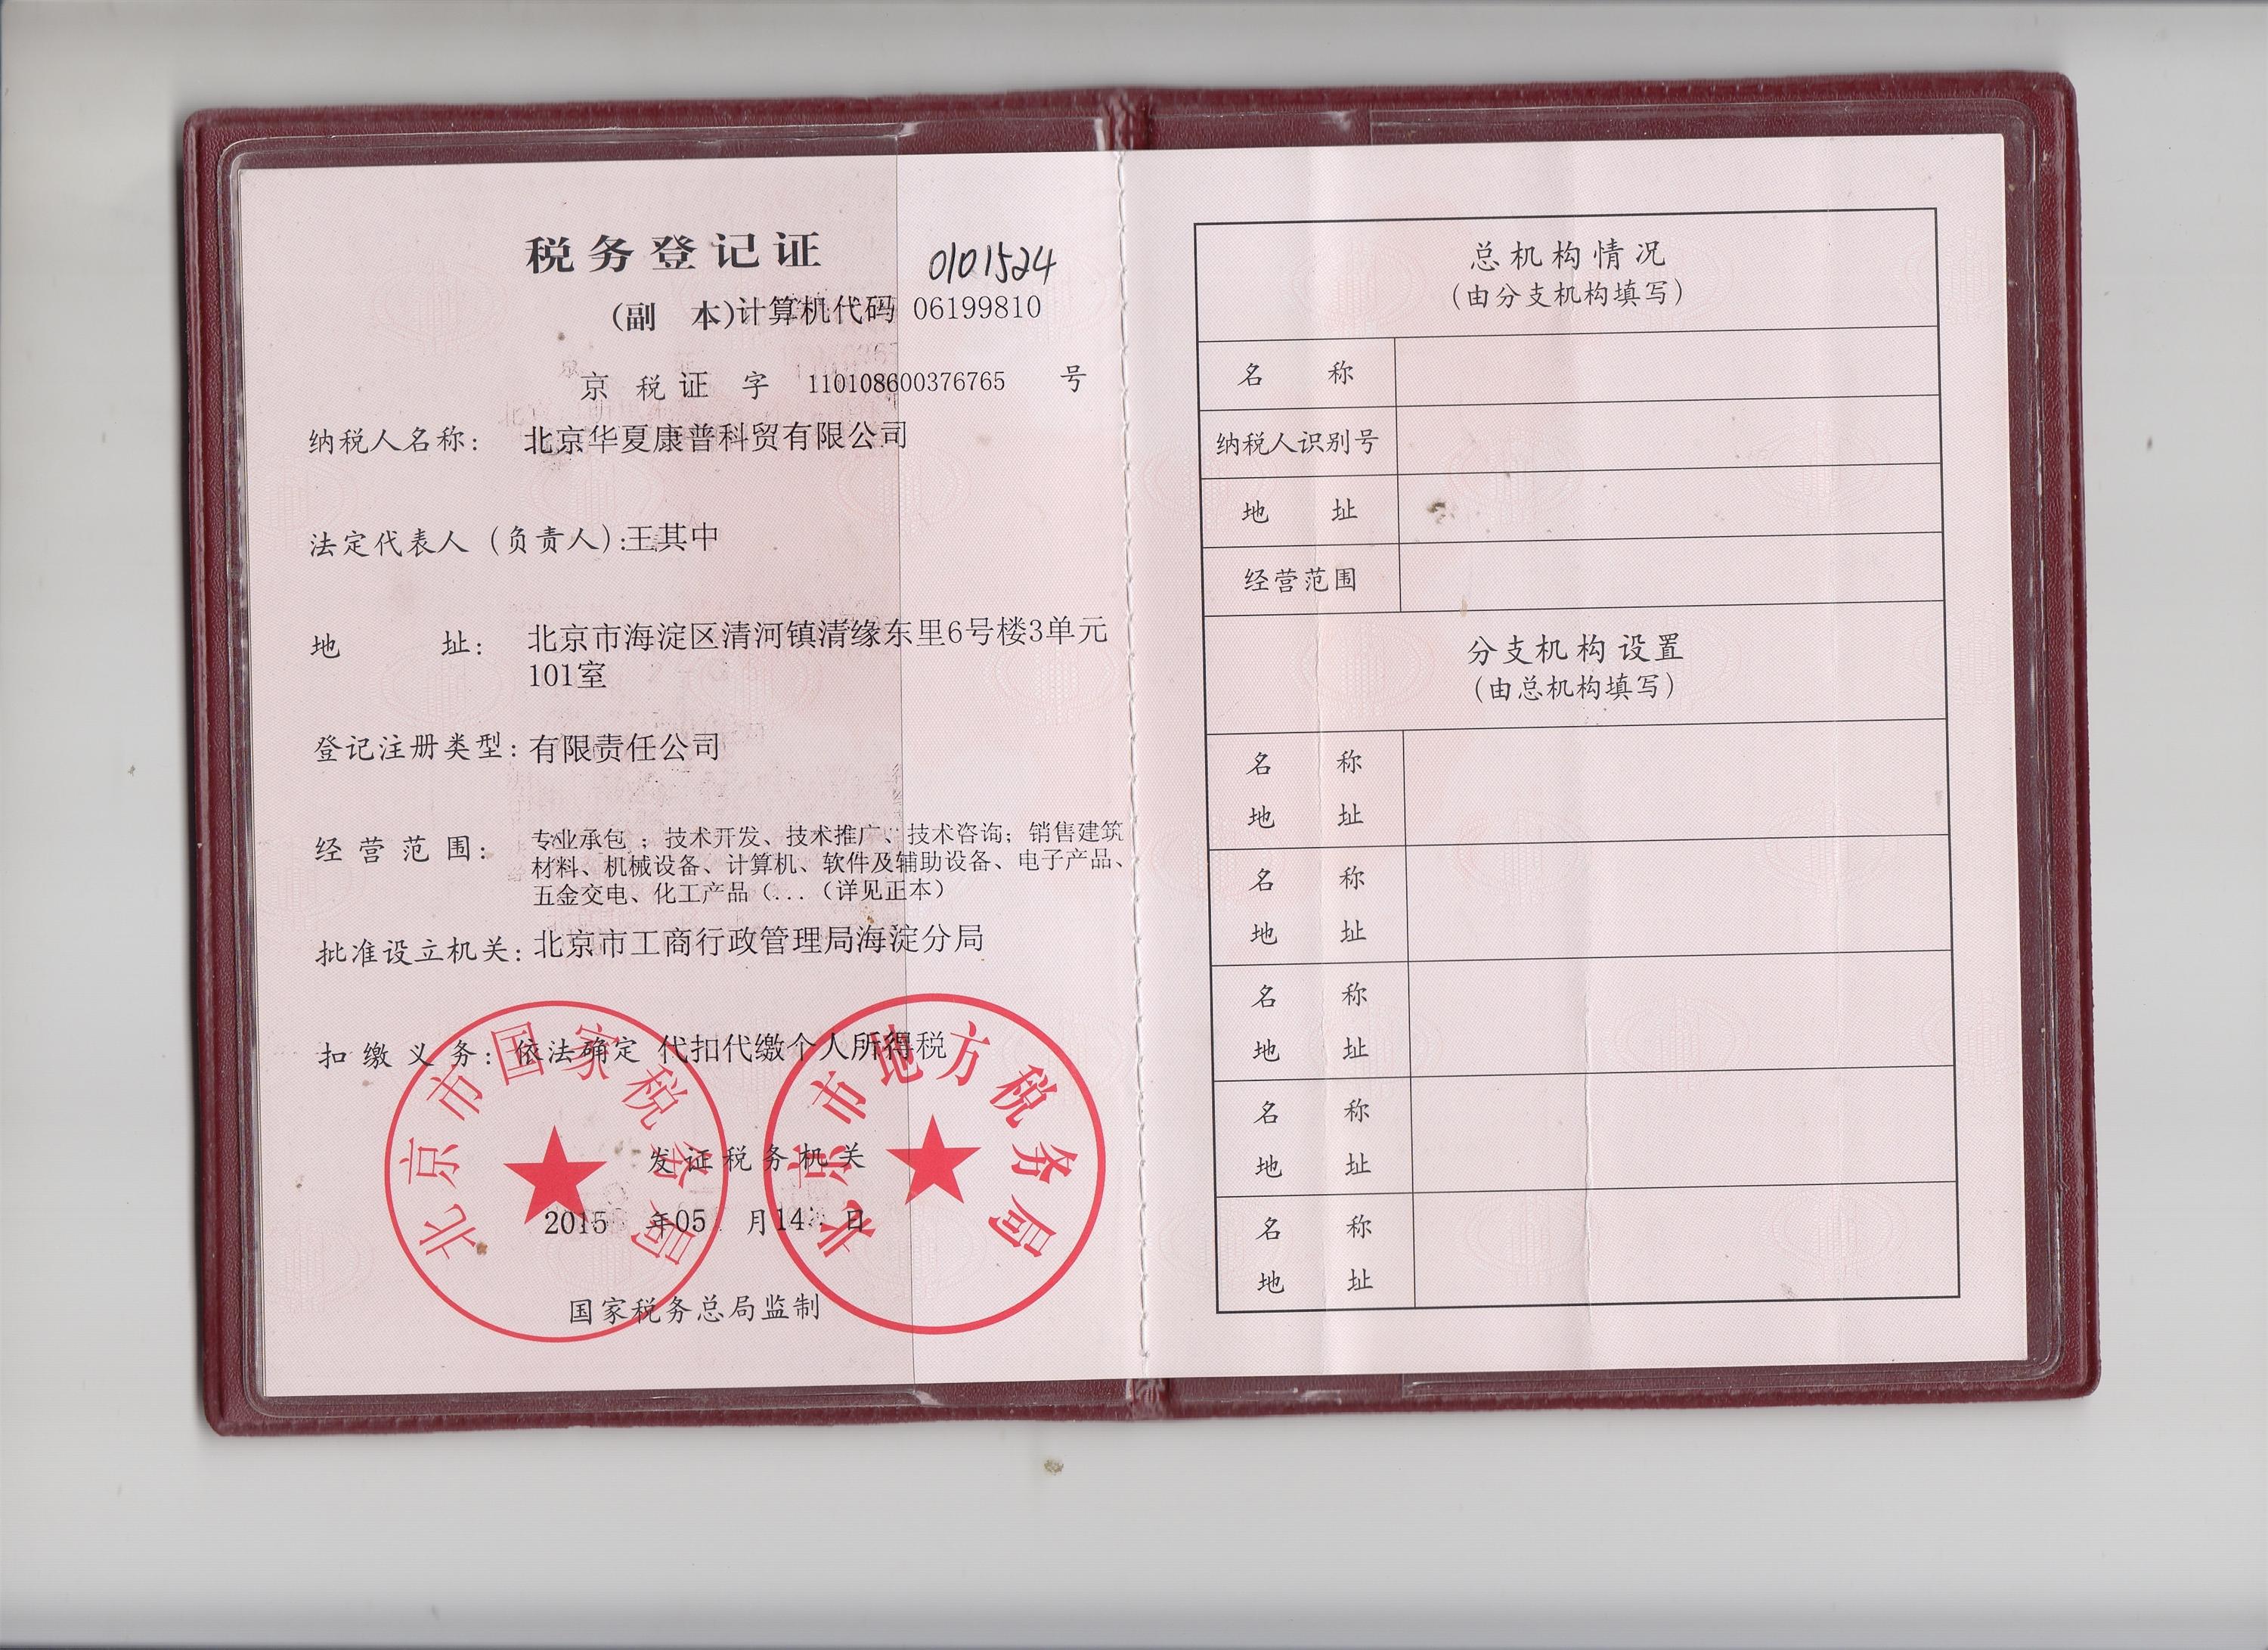 税务登记证
0101524
(副 本)计算机代码 06199810
京 税 证 字 110108600376765 号
纳税人名称: 北京华夏康普科贸有限公司
法定代表人（负责人）:王其中
地 址: 北京市海淀区清河镇清缘东里6号楼3单元
101室
登记注册类型: 有限责任公司
经 营 范 围: 专业承包 ；技术开发、技术推广、技术咨询；销售建筑
材料、机械设备、计算机、软件及辅助设备、电子产品、
五金交电、化工产品（...（详见正本）
批准设立机关: 北京市工商行政管理局海淀分局
扣 缴 义 务: 依法确定 代扣代缴个人所得税
北京市国家税务局
北京市地方税务局
发证税务机关
2015 年05 月14 日
国家税务总局监制
总机构情况
（由分支机构填写）
名 称
纳税人识别号
地 址
经营范围
分支机构设置
（由总机构填写）
名 称
地 址
名 称
地 址
名 称
地 址
名 称
地 址
名 称
地 址